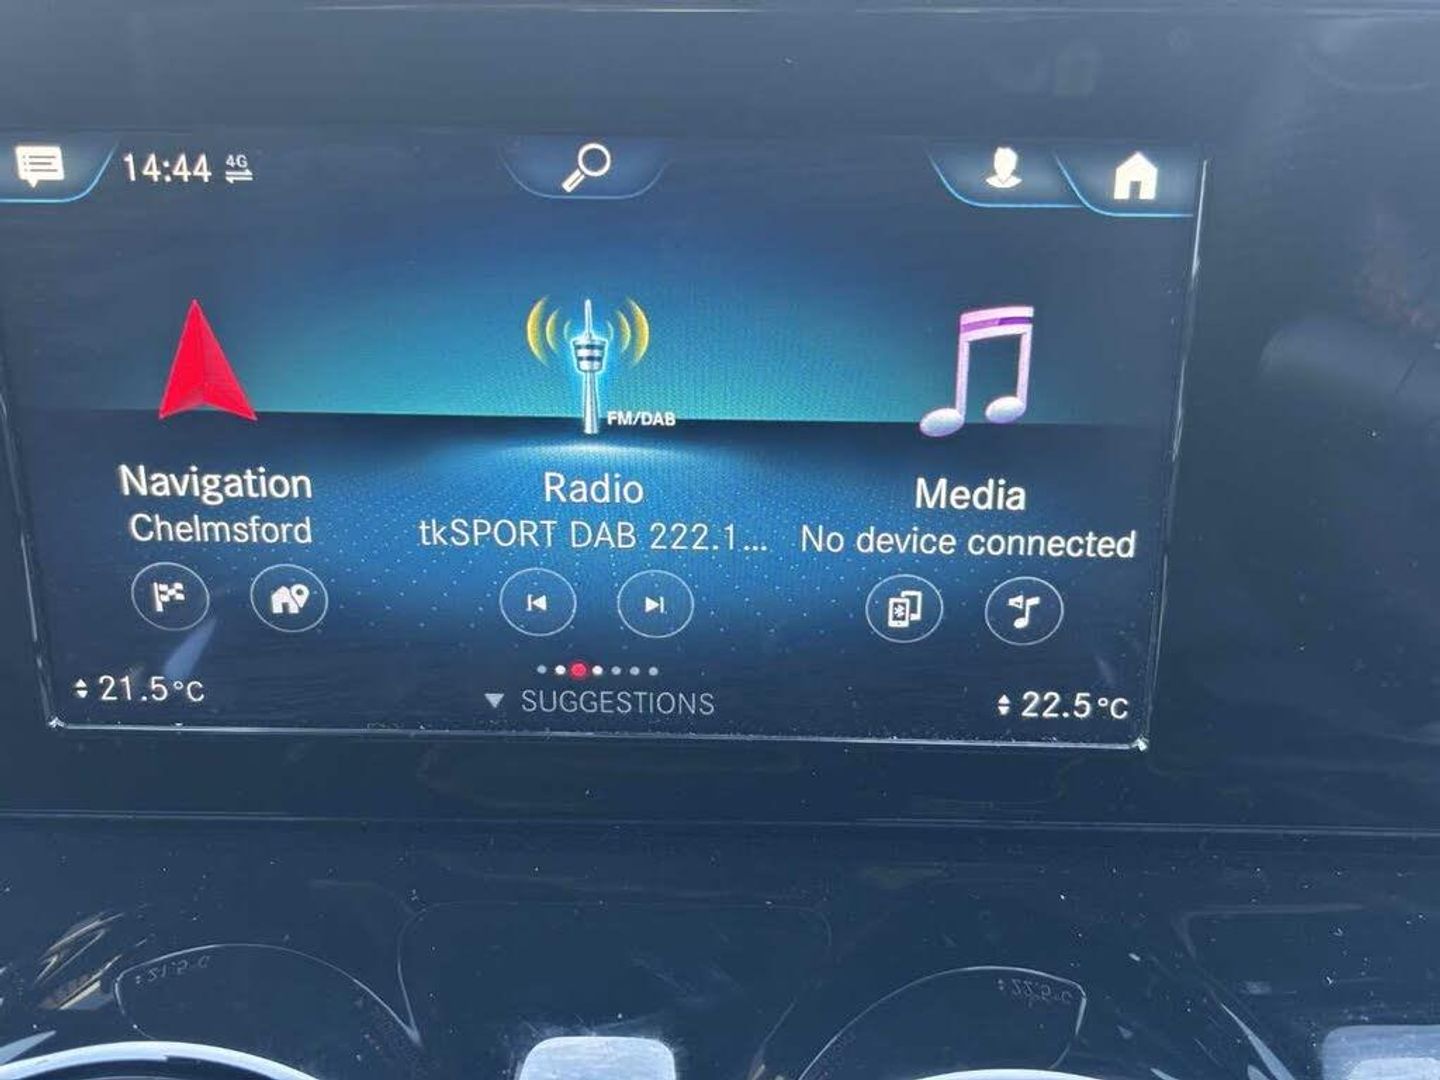 14:44 4G
FM/DAB
Navigation Radio Media
Chelmsford tkSPORT DAB 222.1... No device connected
21.5°C SUGGESTIONS 22.5°C